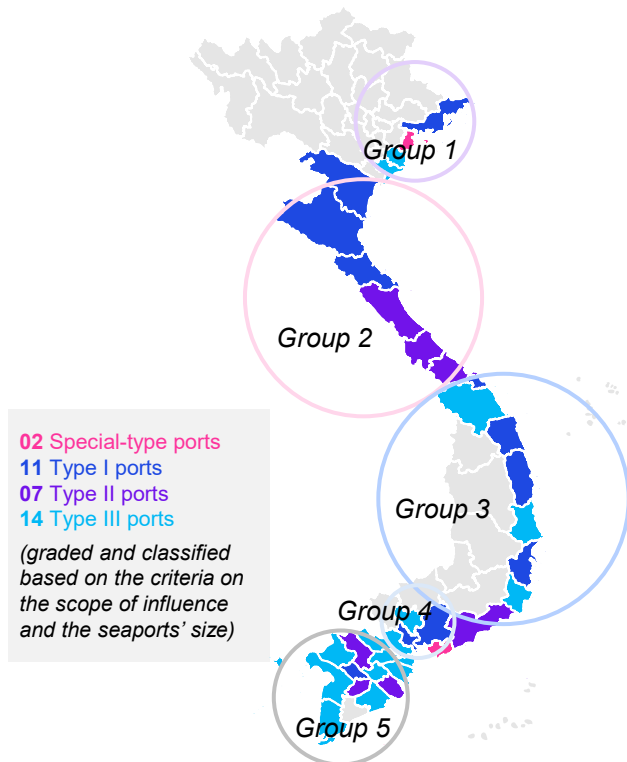 Group 1
Group 2
02 Special-type ports
11 Type I ports
07 Type II ports
14 Type III ports
(graded and classified
based on the criteria on
the scope of influence
and the seaports’ size)
Group 3
Group 4
Group 5